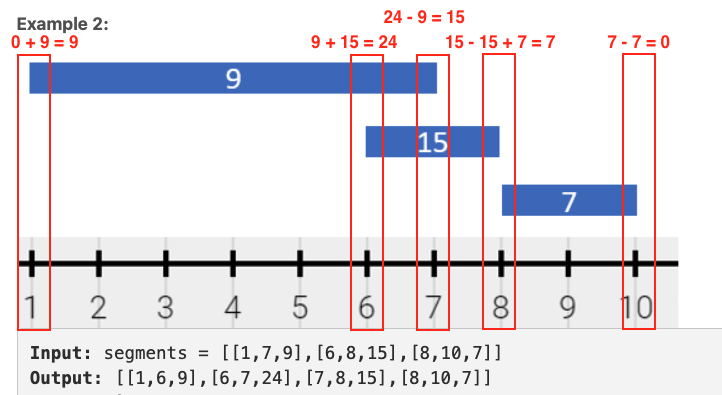 24 - 9 = 15
Example 2:
0 + 9 = 9 9 + 15 = 24 15 - 15 + 7 = 7 7 - 7 = 0
9
15
7
1 2 3 4 5 6 7 8 9 10
Input: segments = [[1,7,9],[6,8,15],[8,10,7]]
Output: [[1,6,9],[6,7,24],[7,8,15],[8,10,7]]